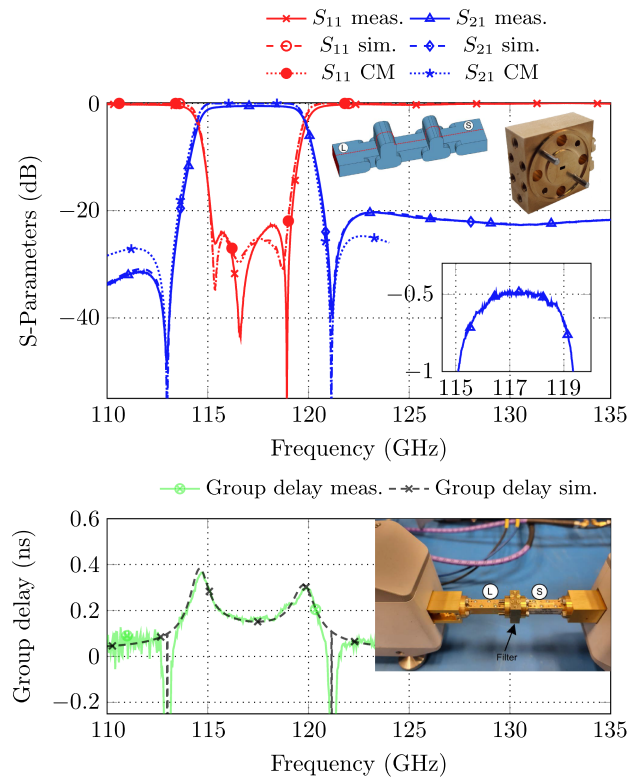 S11 meas. S21 meas.
S11 sim. S21 sim.
S11 CM S21 CM
0
−20
−40
S-Parameters (dB)
L
S
−0.5
−1
115 117 119
110 115 120 125 130 135
Frequency (GHz)
Group delay meas. Group delay sim.
0.6
0.4
0.2
0
−0.2
Group delay (ns)
L
S
Filter
110 115 120 125 130 135
Frequency (GHz)